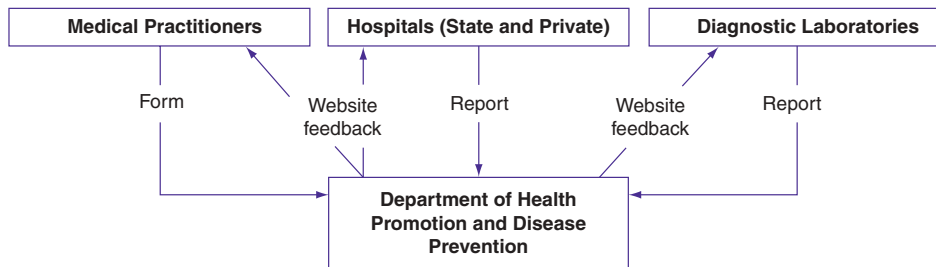 Medical Practitioners
Hospitals (State and Private)
Diagnostic Laboratories
Form
Website
feedback
Report
Website
feedback
Report
Department of Health
Promotion and Disease
Prevention